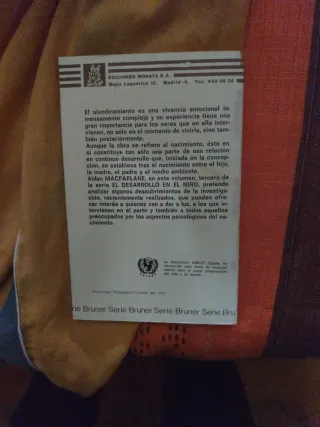 EDICIONES MORATA S.A.
Mejía Lequerica 12, Madrid-4, Tno. 448 09 26
El alumbramiento es una vivencia emocional in-
mensamente compleja y su experiencia tiene una
gran importancia para los seres que en ella inter-
vienen, no sólo en el momento de vivirla, sino tam-
bién posteriormente.
Aunque la obra se refiere al nacimiento, éste en
sí constituye tan sólo una parte de esa relación
en continuo desarrollo que, iniciada en la concep-
ción, se establece tras el nacimiento entre el hijo,
la madre, el padre y el medio ambiente.
Aidan MACFARLANE, en este volumen, tercero de
la serie EL DESARROLLO EN EL NIÑO, pretende
analizar algunos descubrimientos de la investiga-
ción, recientemente realizados, que pueden ofre-
cer interés a quienes van a dar a luz, a los que in-
tervienen en el parto y también a todos aquellos
preocupados por los aspectos psicológicos del na-
cimiento.
unicef
rie Bruner Serie Bruner Serie Bruner Serie Bru